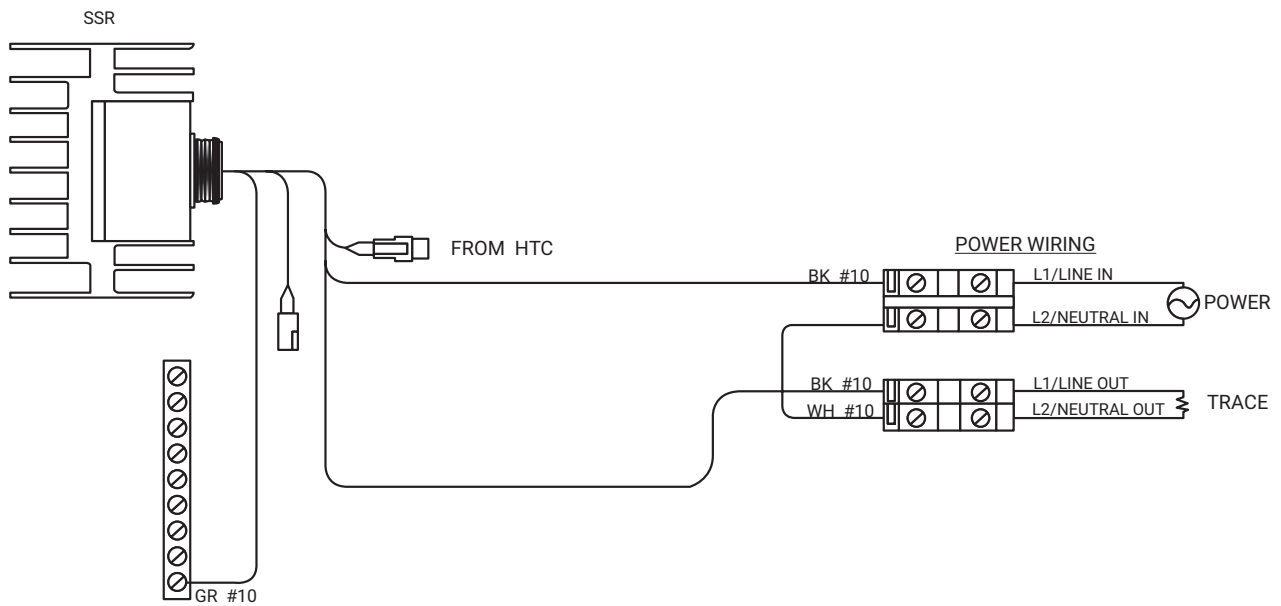 SSR
FROM HTC
POWER WIRING
BK #10
L1/LINE IN
POWER
L2/NEUTRAL IN
BK #10
L1/LINE OUT
WH #10
L2/NEUTRAL OUT
TRACE
GR #10